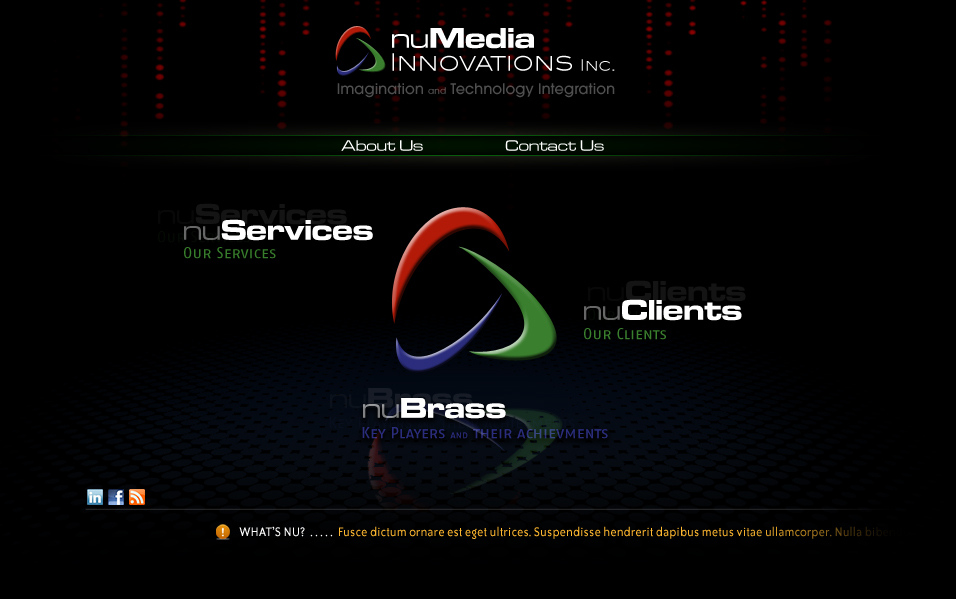 nuMedia
INNOVATIONS INC.
Imagination and Technology Integration
About Us
Contact Us
nuServices
OUR SERVICES
nuClients
OUR CLIENTS
nuBrass
KEY PLAYERS AND THEIR ACHIEVMENTS
in f
! WHAT'S NU? ..... Fusce dictum ornare est eget ultrices. Suspendisse hendrerit dapibus metus vitae ullamcorper. Nulla